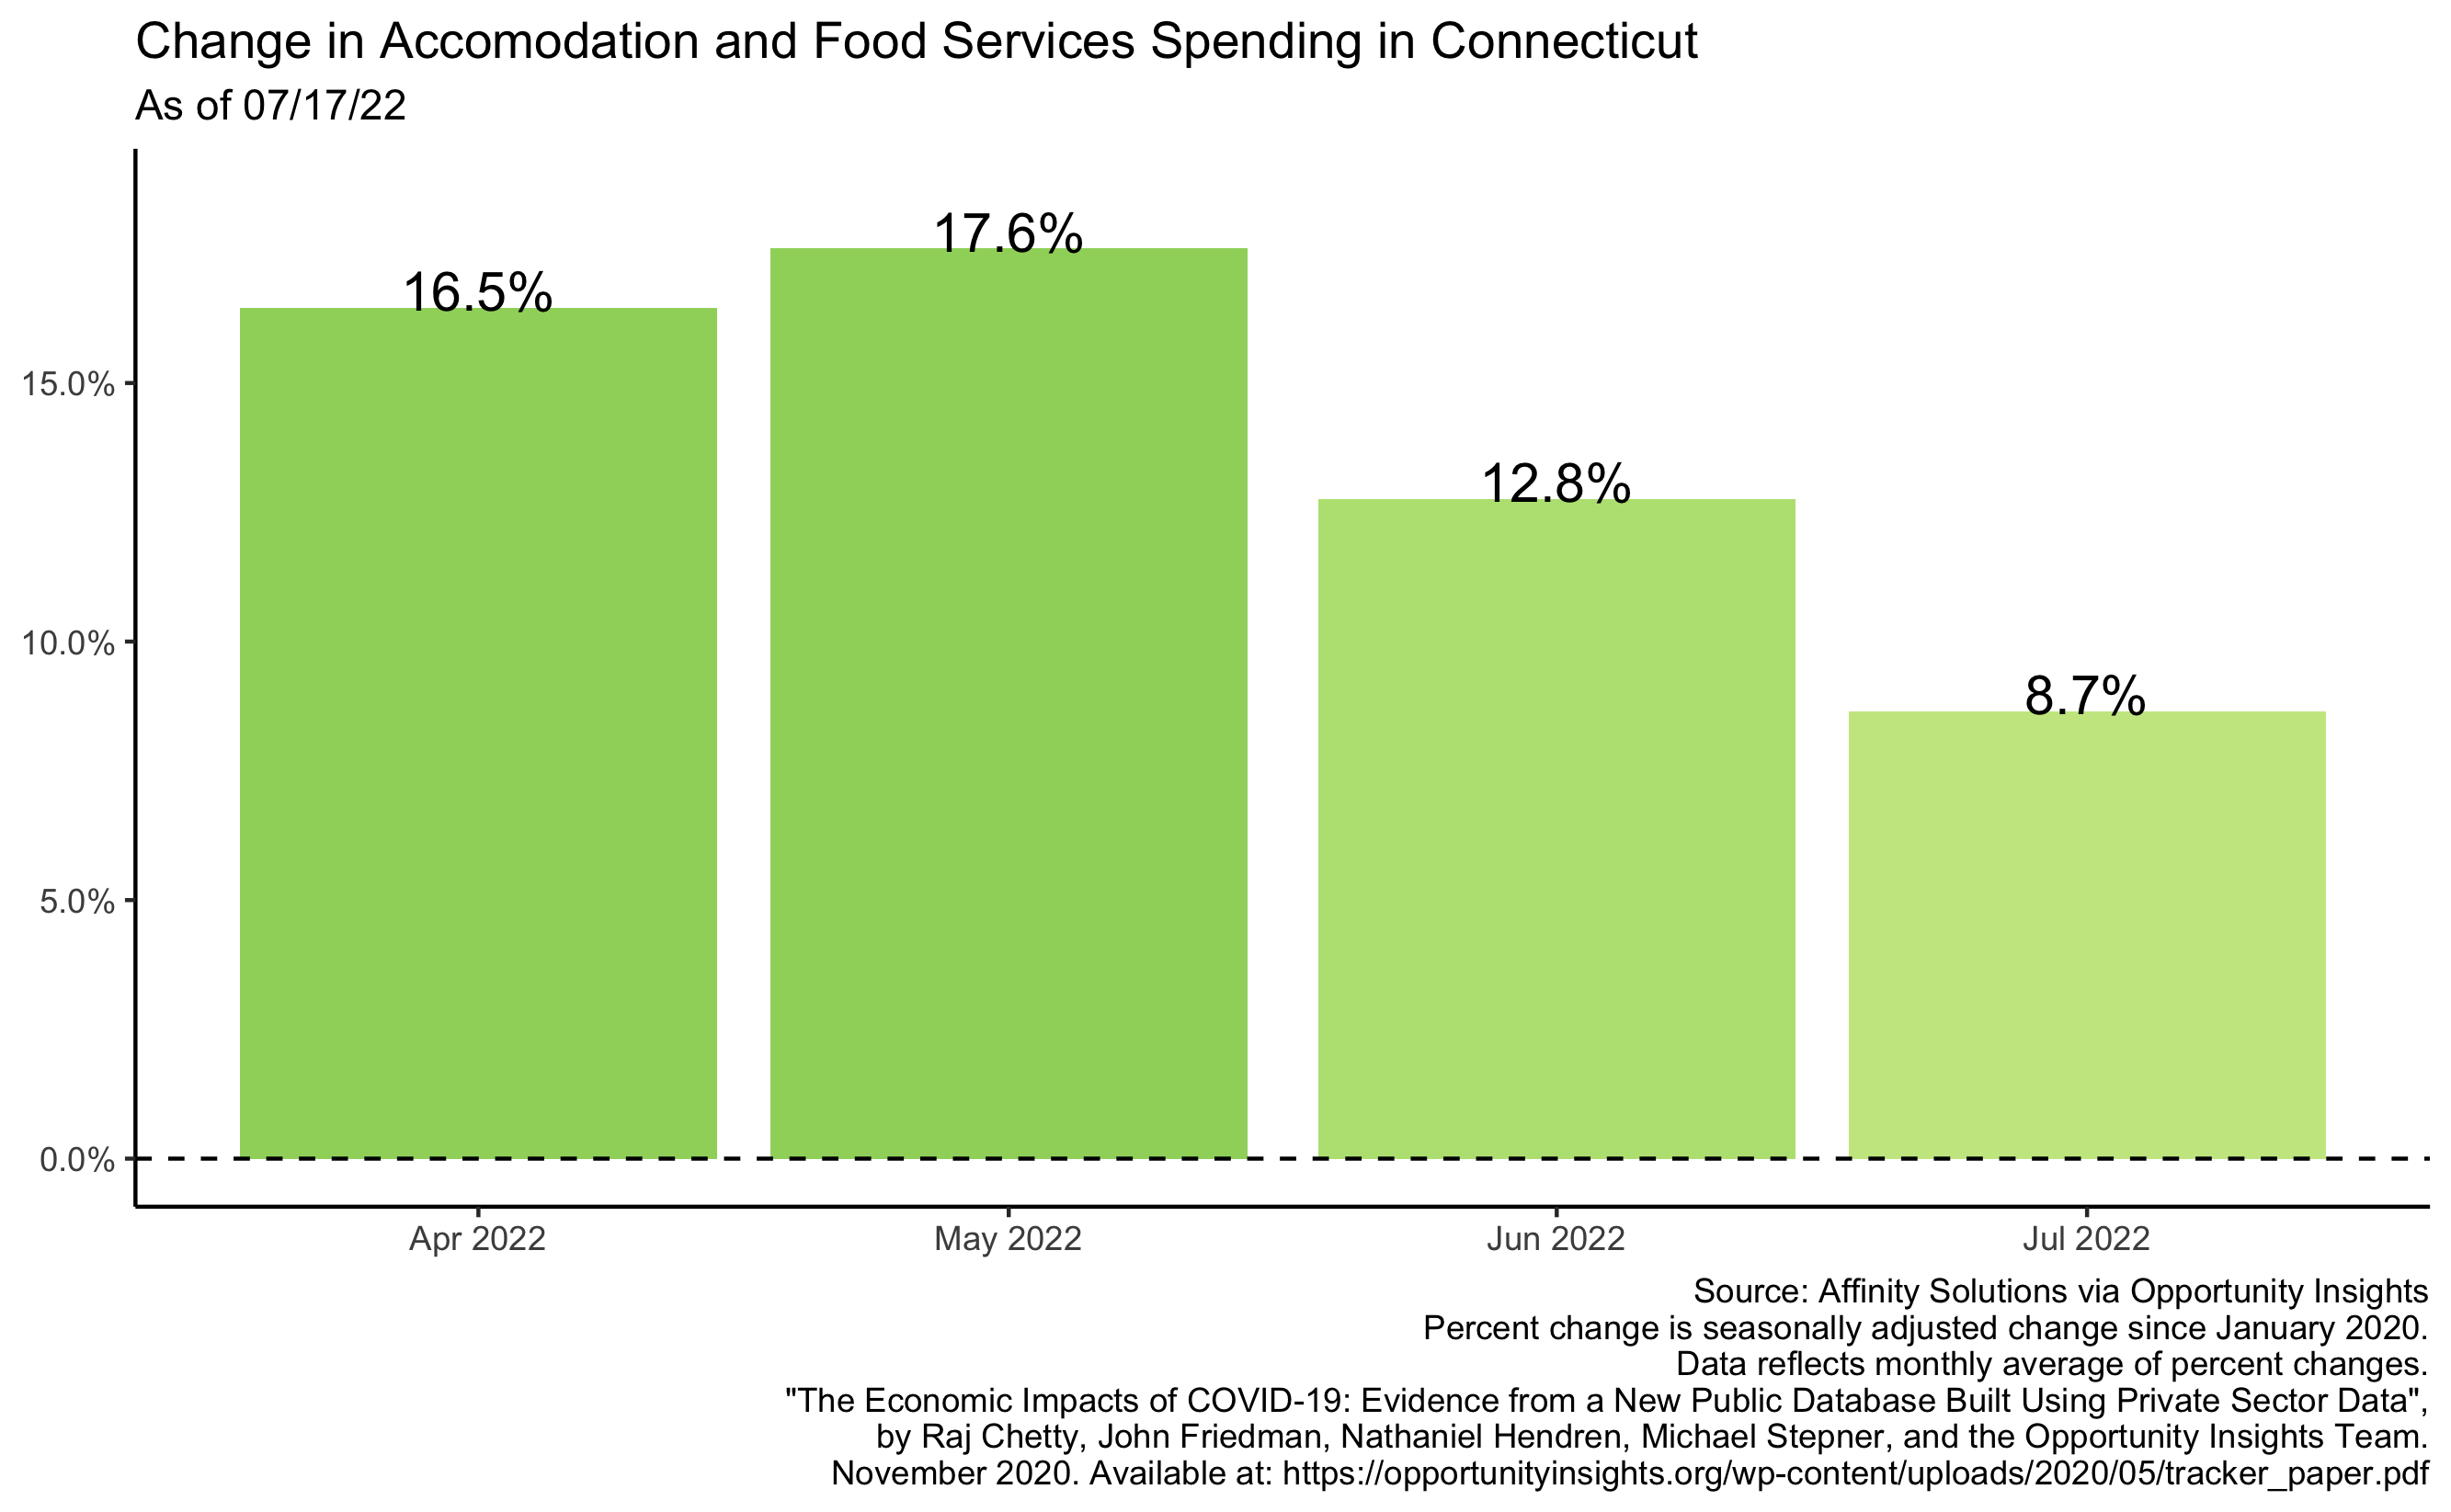 Change in Accomodation and Food Services Spending in Connecticut
As of 07/17/22
17.6%
16.5%
15.0%
12.8%
10.0%
8.7%
5.0%
0.0%
Apr 2022
May 2022
Jun 2022
Jul 2022
Source: Affinity Solutions via Opportunity Insights
Percent change is seasonally adjusted change since January 2020.
Data reflects monthly average of percent changes.
"The Economic Impacts of COVID-19: Evidence from a New Public Database Built Using Private Sector Data",
by Raj Chetty, John Friedman, Nathaniel Hendren, Michael Stepner, and the Opportunity Insights Team.
November 2020. Available at: https://opportunityinsights.org/wp-content/uploads/2020/05/tracker_paper.pdf